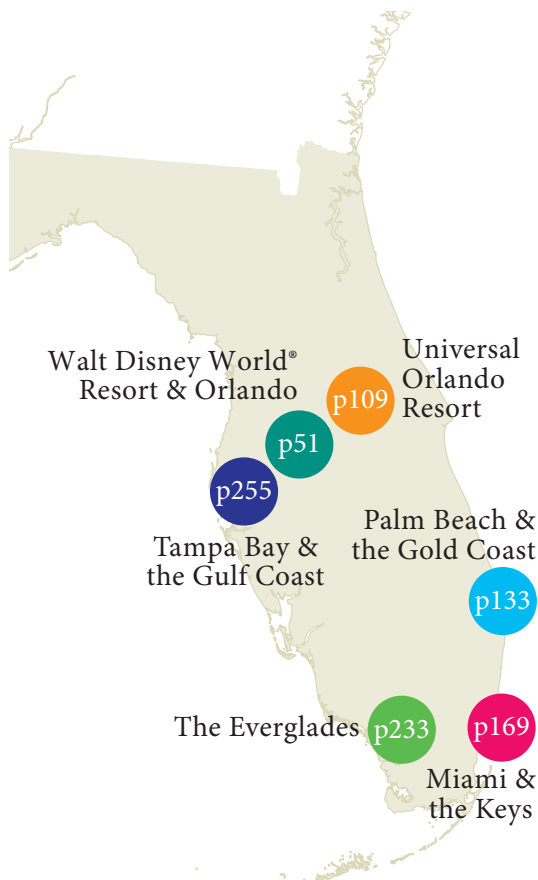 Walt Disney World®
Resort & Orlando
Universal
Orlando
Resort
p109
p51
p255
Tampa Bay &
the Gulf Coast
Palm Beach &
the Gold Coast
p133
The Everglades
p233
p169
Miami &
the Keys